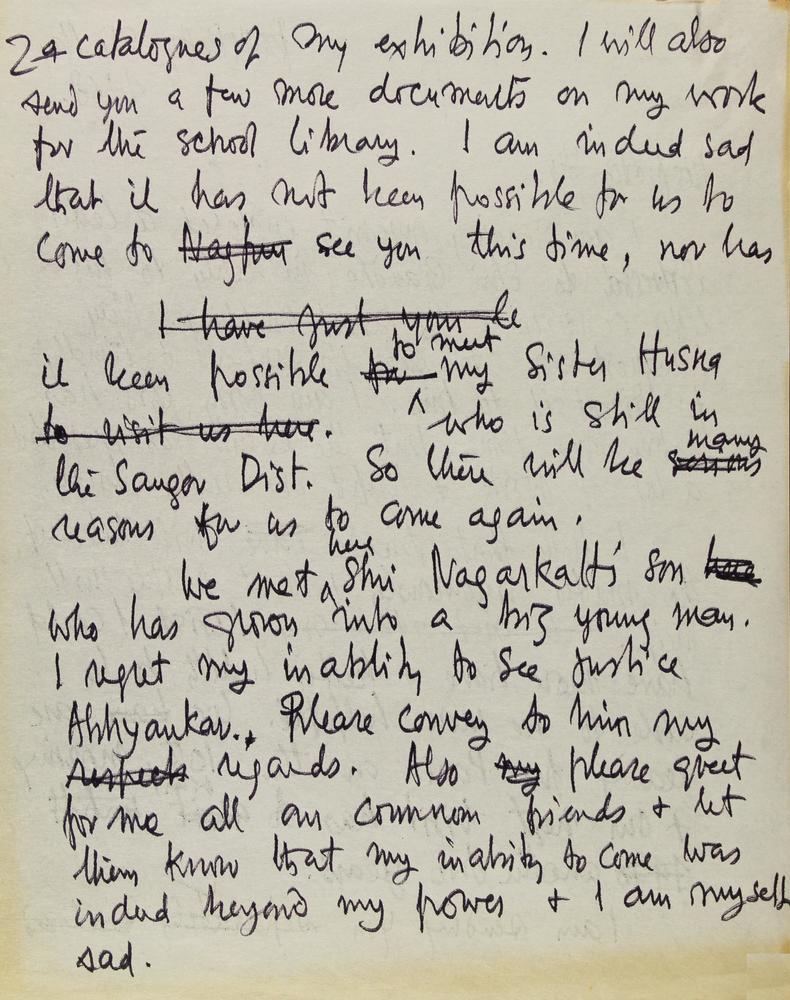 24 catalogues of my exhibition. I will also
send you a few more documents on my work
for the school library. I am indeed sad
that it has not been possible for us to
come to Nagpur see you this time, nor has
I have just your le
to meet
it been possible for my Sister Husna
to visit us here. who is still in
many
the Saugor Dist. So there will be
reasons for us to come again.
here
We met Shri Nagarkatti's son here
who has grown into a big young man.
I regret my inability to see Justice
Abhyankar. Please convey to him my
respects regards. Also my please greet
for me all our common friends & let
them know that my inability to come was
indeed beyond my power & I am myself
sad.